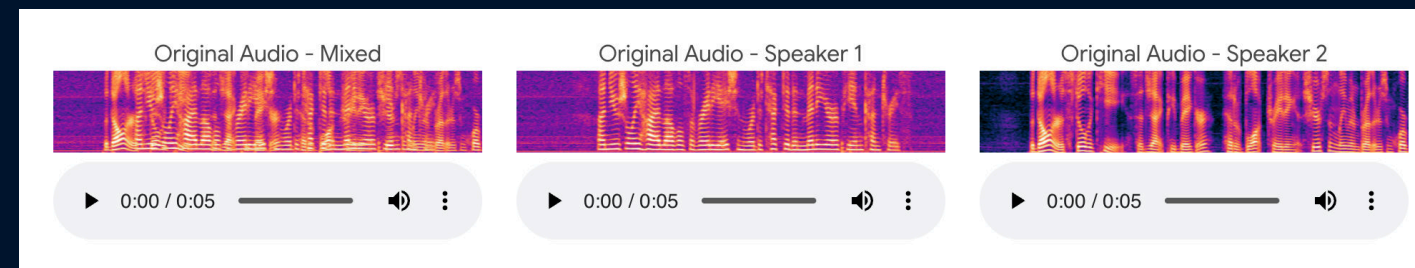 Original Audio - Mixed
Original Audio - Speaker 1
Original Audio - Speaker 2
0:00 / 0:05
0:00 / 0:05
0:00 / 0:05